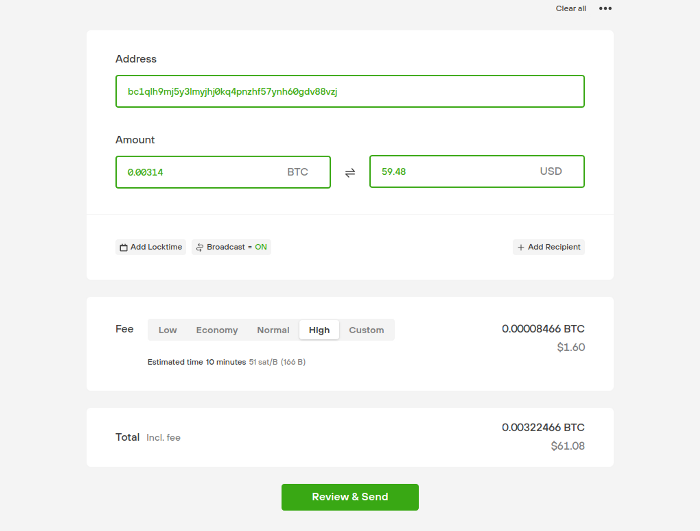 Clear all
Address
bc1qlh9mj5y3lmyjhj0kq4pnzhf57ynh60gdv88vzj
Amount
0.00314 BTC 59.48 USD
Add Locktime Broadcast - ON + Add Recipient
Fee Low Economy Normal High Custom 0.00008466 BTC
$1.60
Estimated time 10 minutes 51 sat/B (166 B)
Total Incl. fee 0.00322466 BTC
$61.08
Review & Send